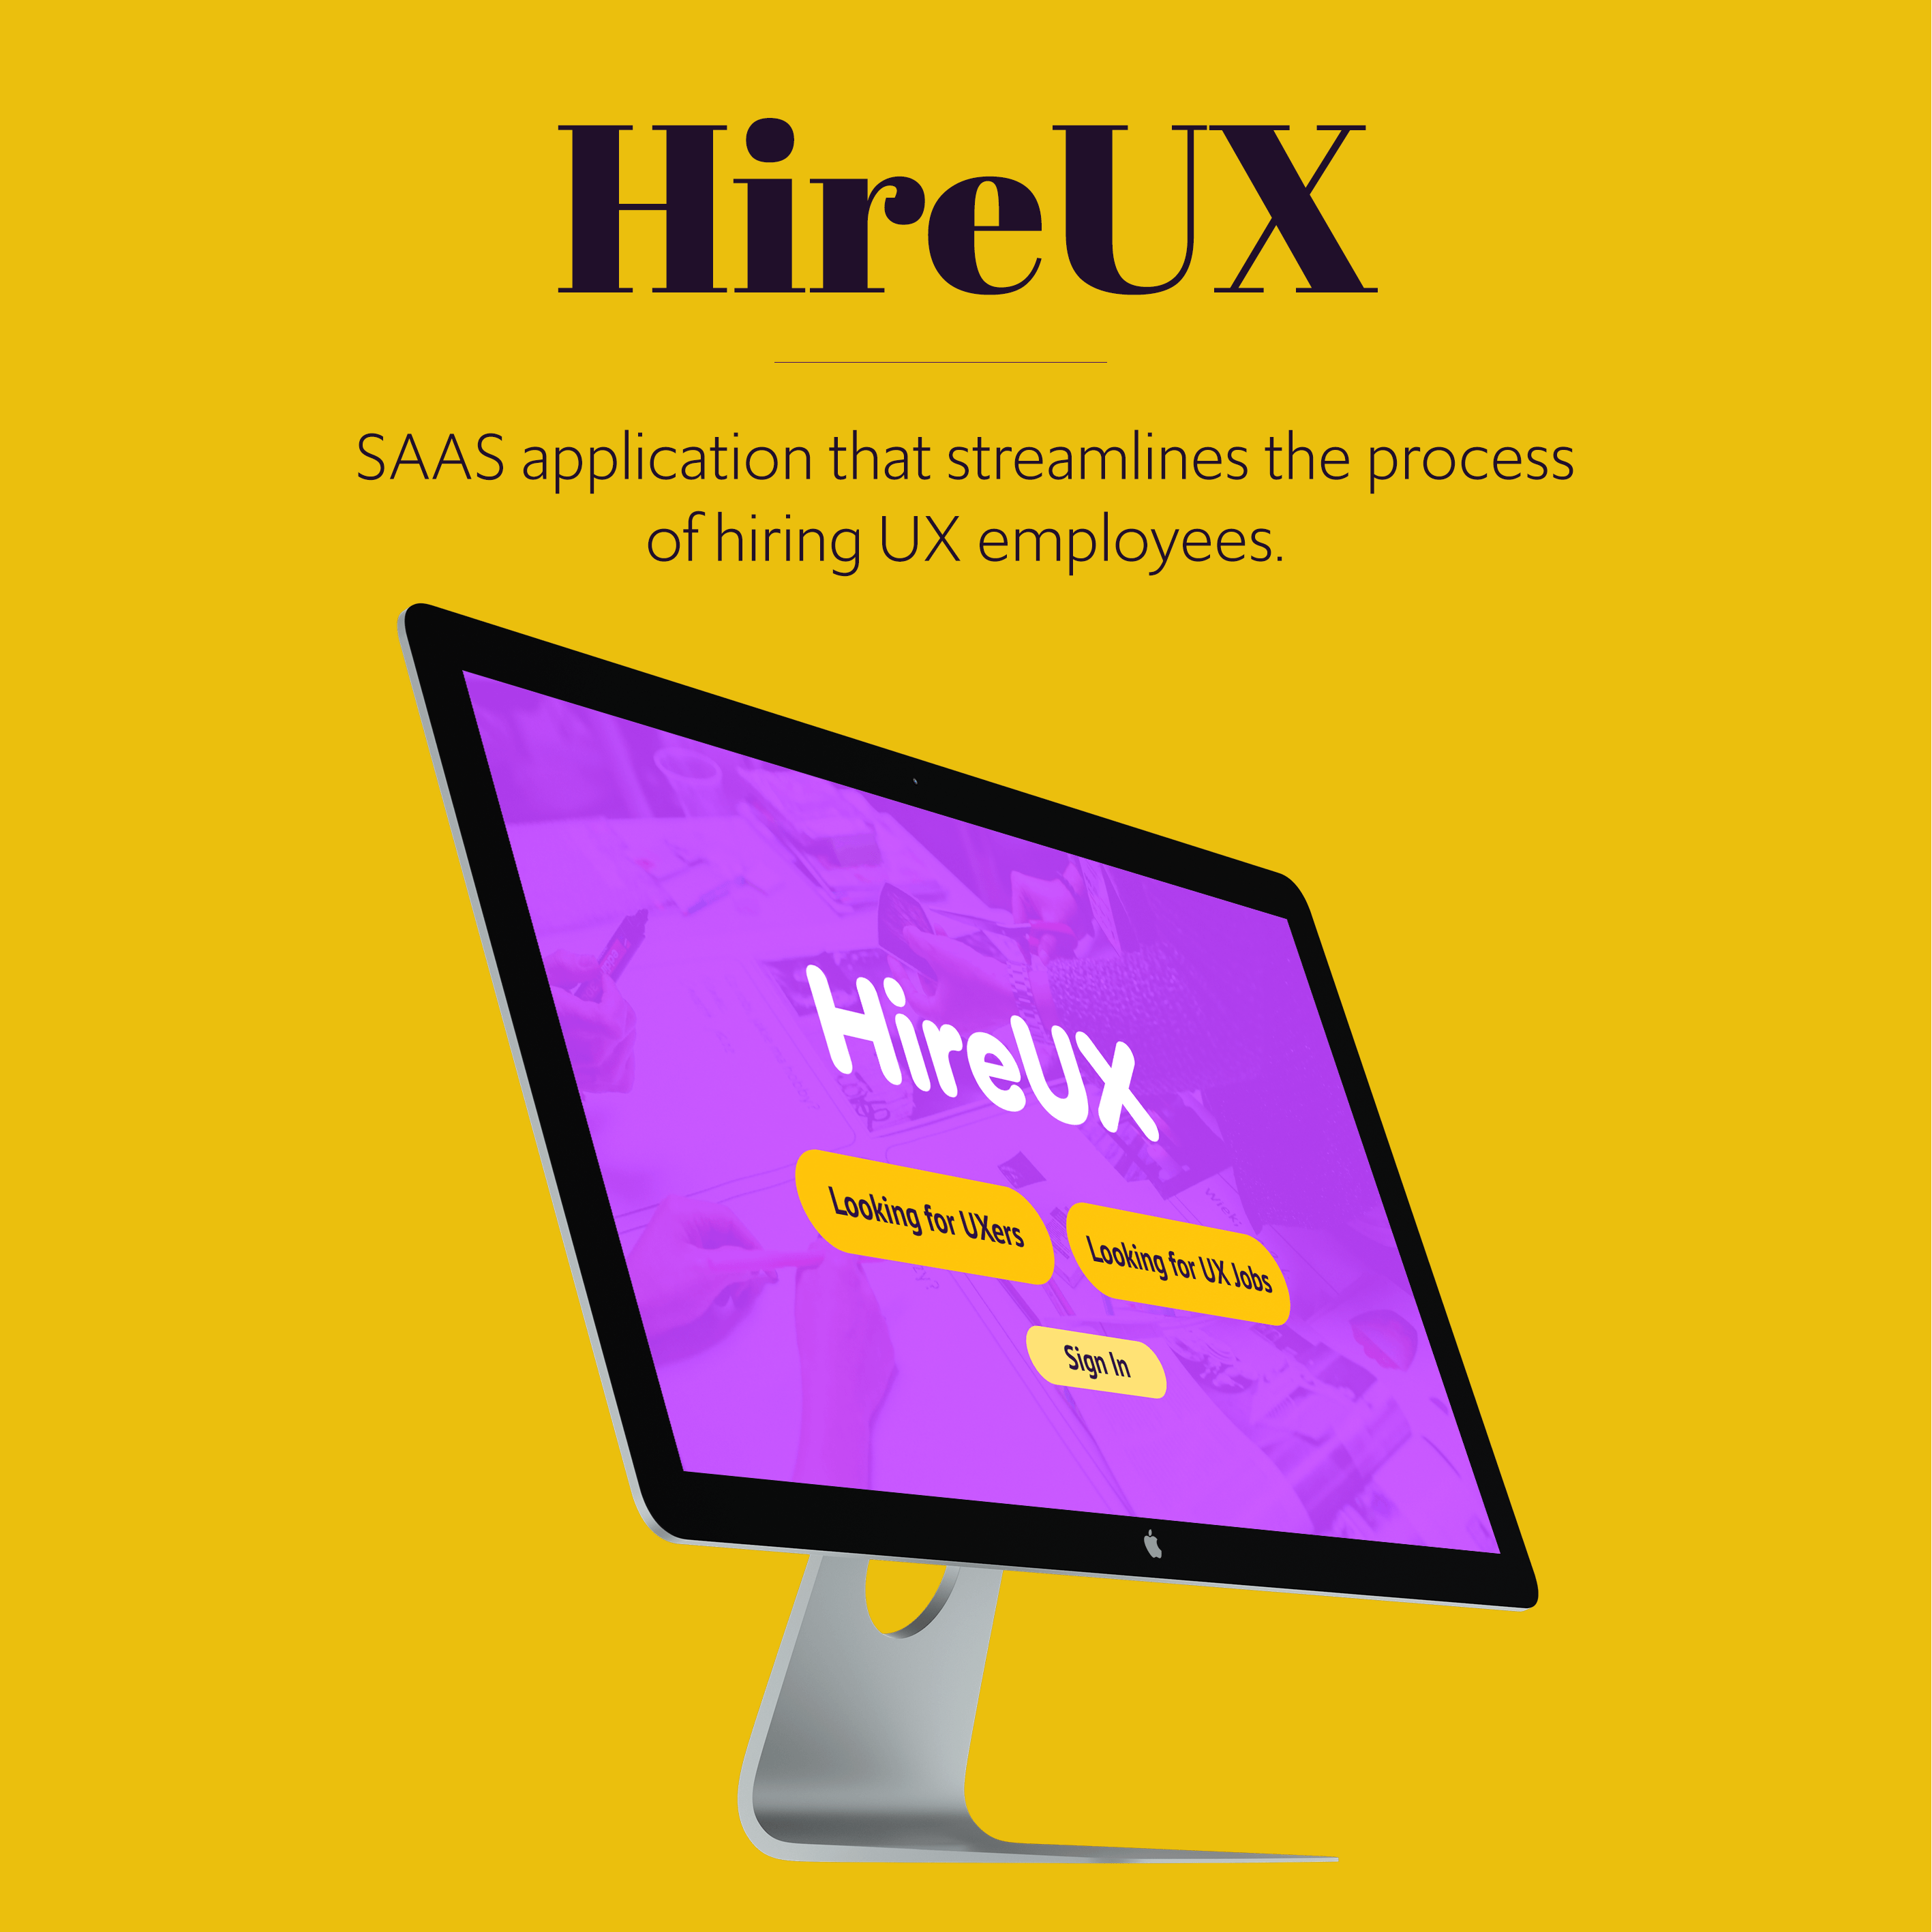 HireUX
SAAS application that streamlines the process
of hiring UX employees.
HireUx
Looking for UXers
Looking for UX Jobs
Sign In